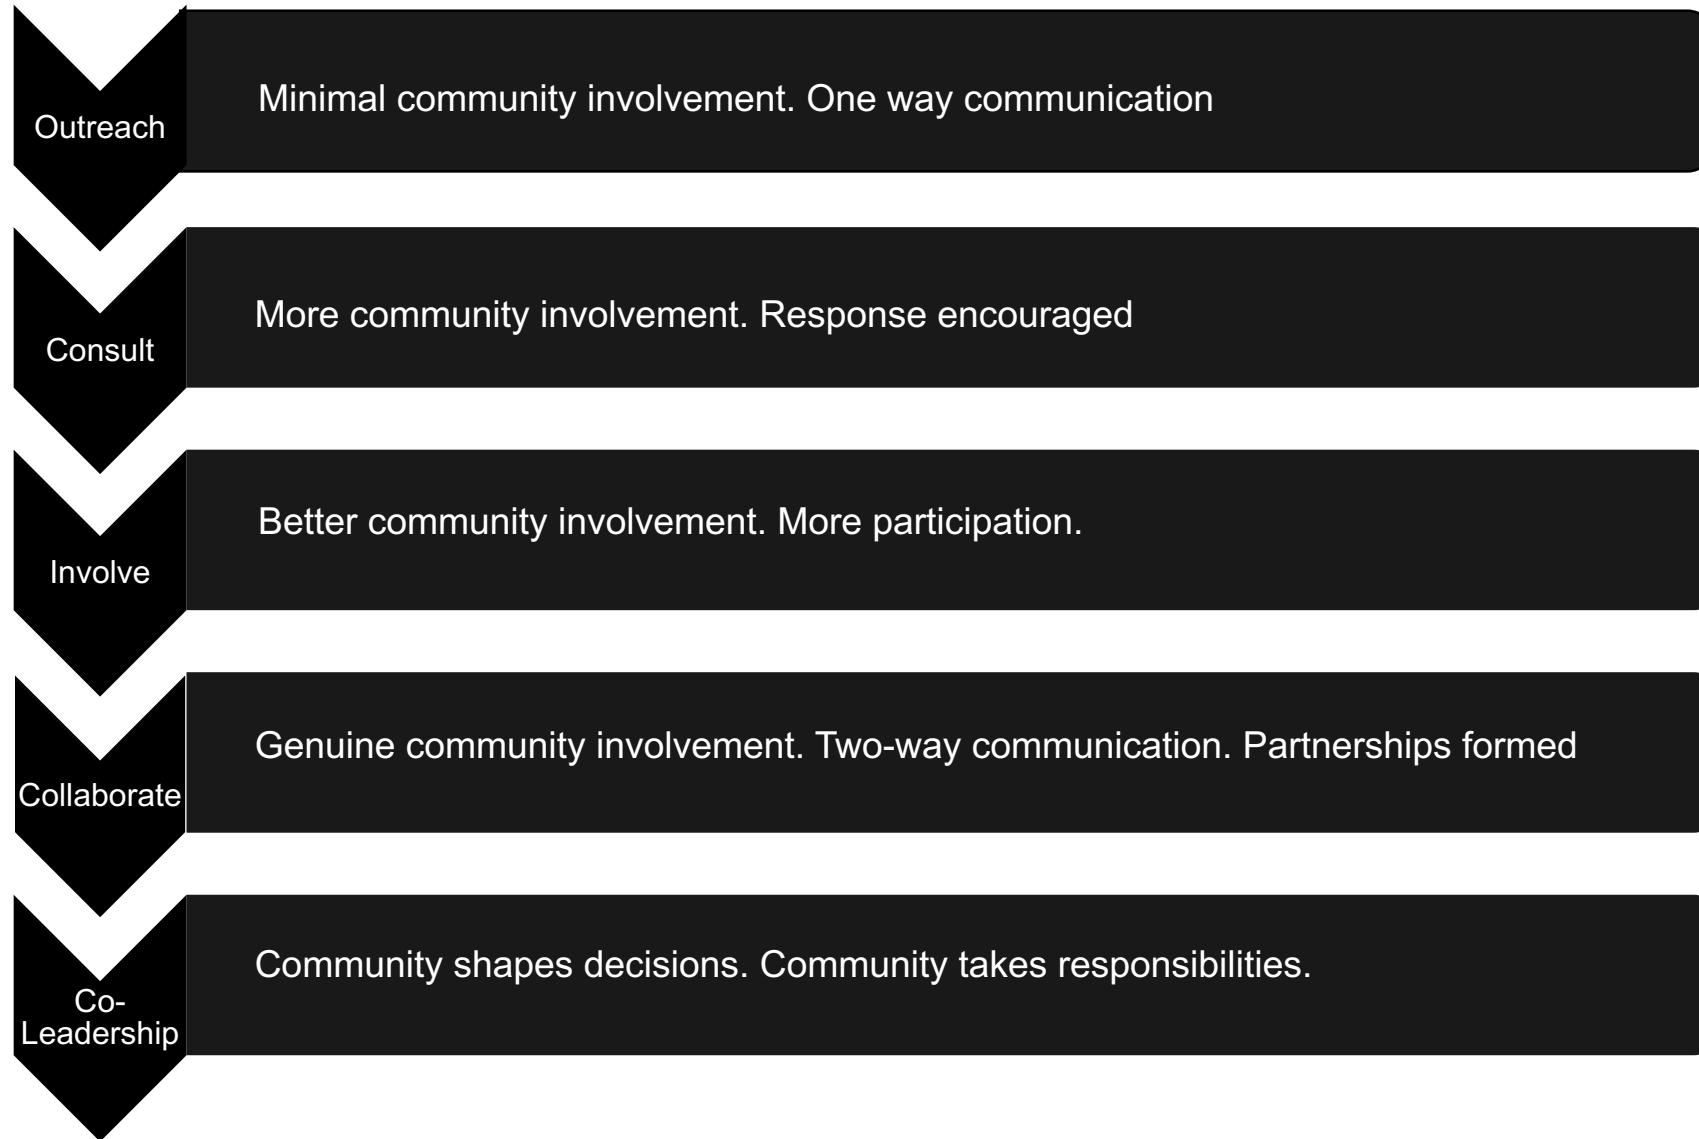 Outreach
Minimal community involvement. One way communication
Consult
More community involvement. Response encouraged
Involve
Better community involvement. More participation.
Collaborate
Genuine community involvement. Two-way communication. Partnerships formed
Co-
Leadership
Community shapes decisions. Community takes responsibilities.